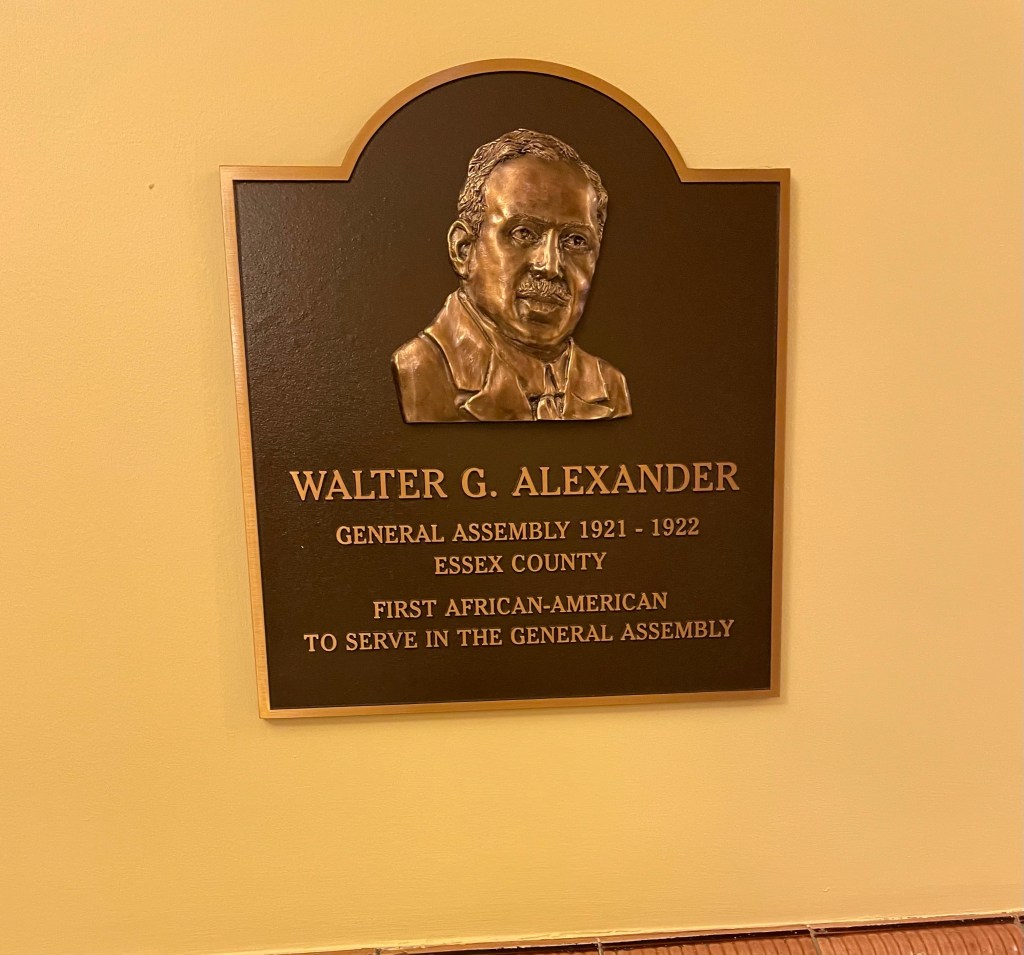 WALTER G. ALEXANDER
GENERAL ASSEMBLY 1921 - 1922
ESSEX COUNTY
FIRST AFRICAN-AMERICAN
TO SERVE IN THE GENERAL ASSEMBLY